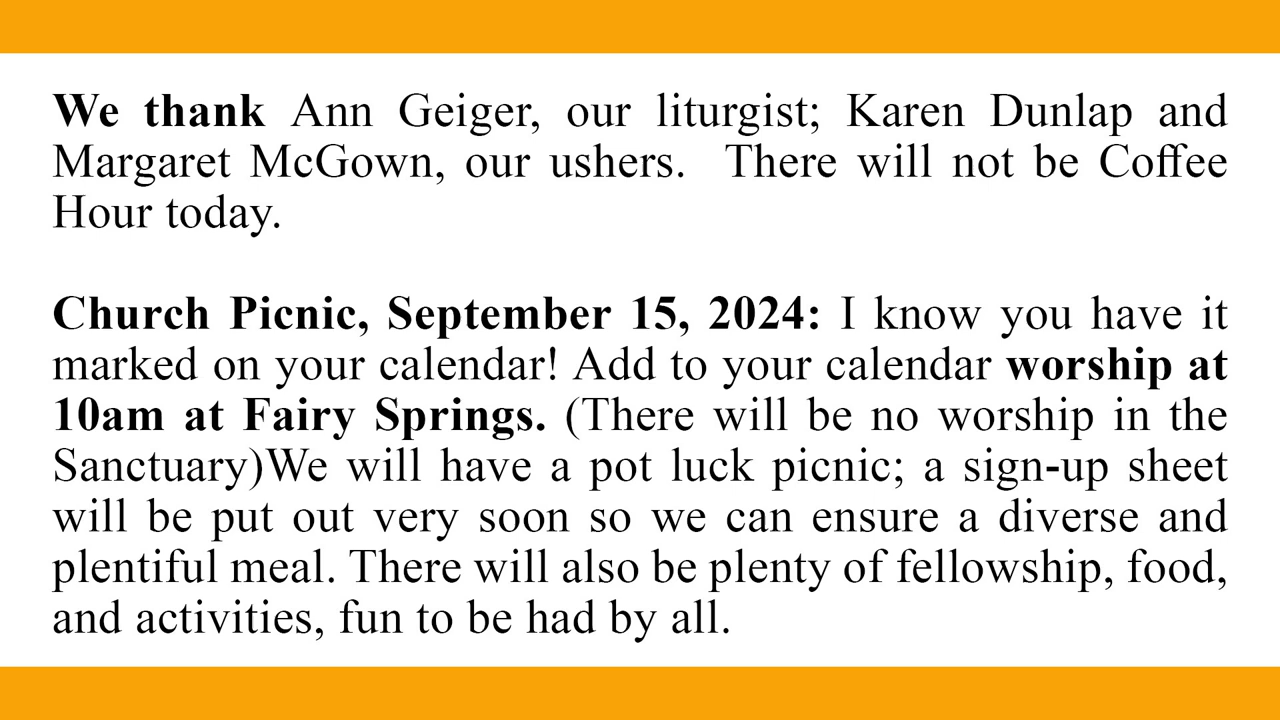 We thank Ann Geiger, our liturgist; Karen Dunlap and
Margaret McGown, our ushers.  There will not be Coffee
Hour today.
Church Picnic, September 15, 2024: I know you have it
marked on your calendar! Add to your calendar worship at
10am at Fairy Springs. (There will be no worship in the
Sanctuary)We will have a pot luck picnic; a sign-up sheet
will be put out very soon so we can ensure a diverse and
plentiful meal. There will also be plenty of fellowship, food,
and activities, fun to be had by all.